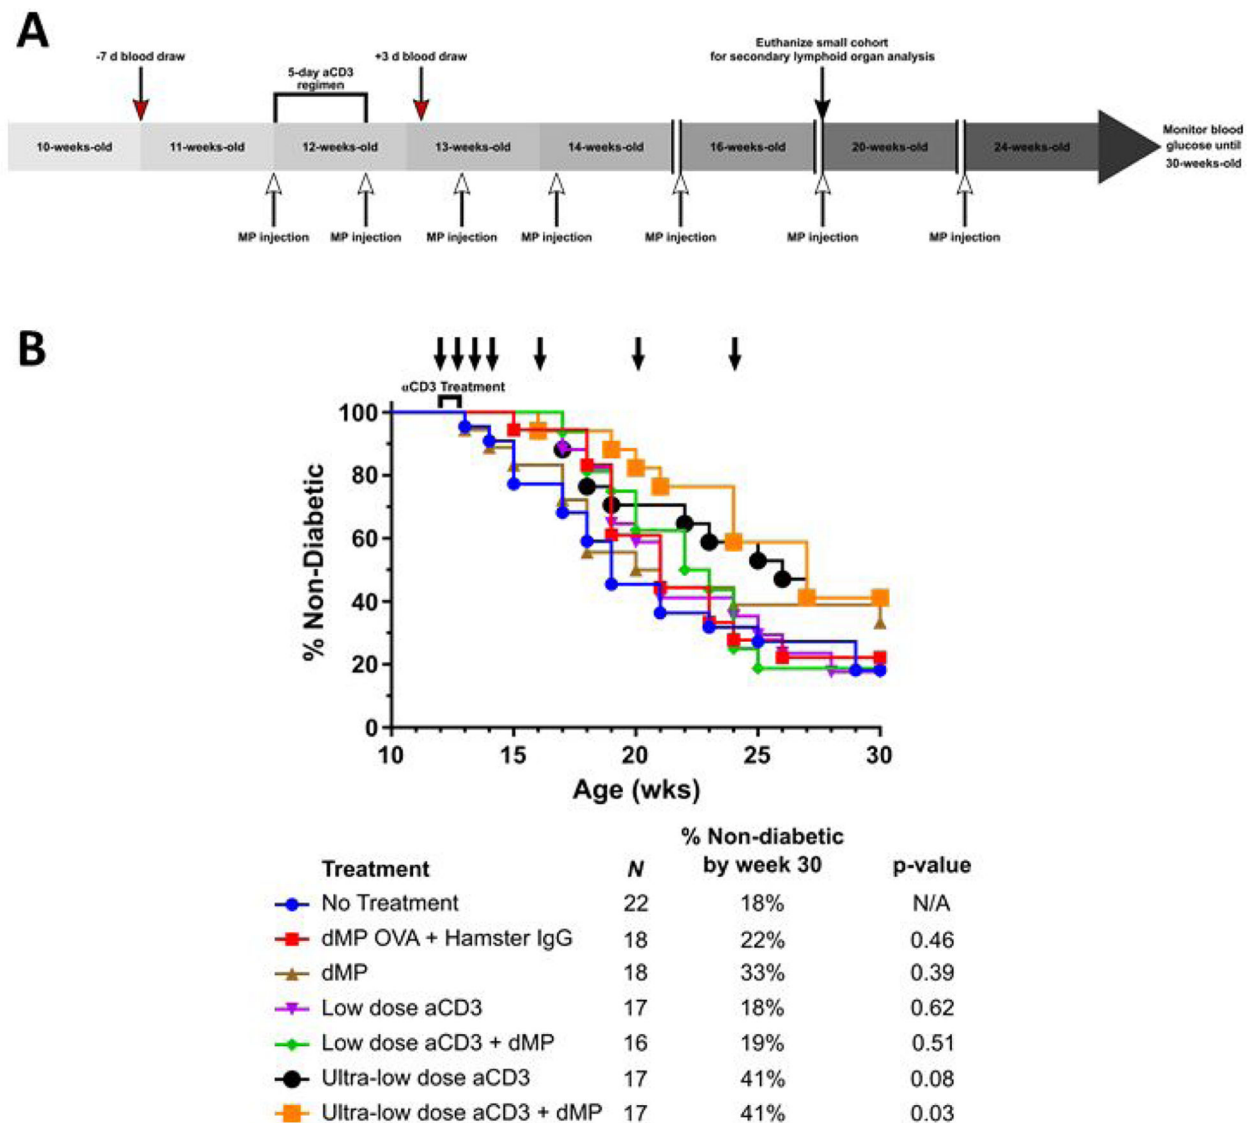 A
-7 d blood draw
5-day aCD3
regimen
+3 d blood draw
Euthanize small cohort
for secondary lymphoid organ analysis
10-weeks-old
11-weeks-old
12-weeks-old
13-weeks-old
14-weeks-old
16-weeks-old
20-weeks-old
24-weeks-old
Monitor blood
glucose until
30-weeks-old
MP injection
MP injection
MP injection
MP injection
MP injection
MP injection
MP injection
B
αCD3 Treatment
% Non-Diabetic
100
80
60
40
20
0
10
15
20
25
30
Age (wks)
% Non-diabetic
Treatment N by week 30 p-value
No Treatment 22 18% N/A
dMP OVA + Hamster IgG 18 22% 0.46
dMP 18 33% 0.39
Low dose aCD3 17 18% 0.62
Low dose aCD3 + dMP 16 19% 0.51
Ultra-low dose aCD3 17 41% 0.08
Ultra-low dose aCD3 + dMP 17 41% 0.03